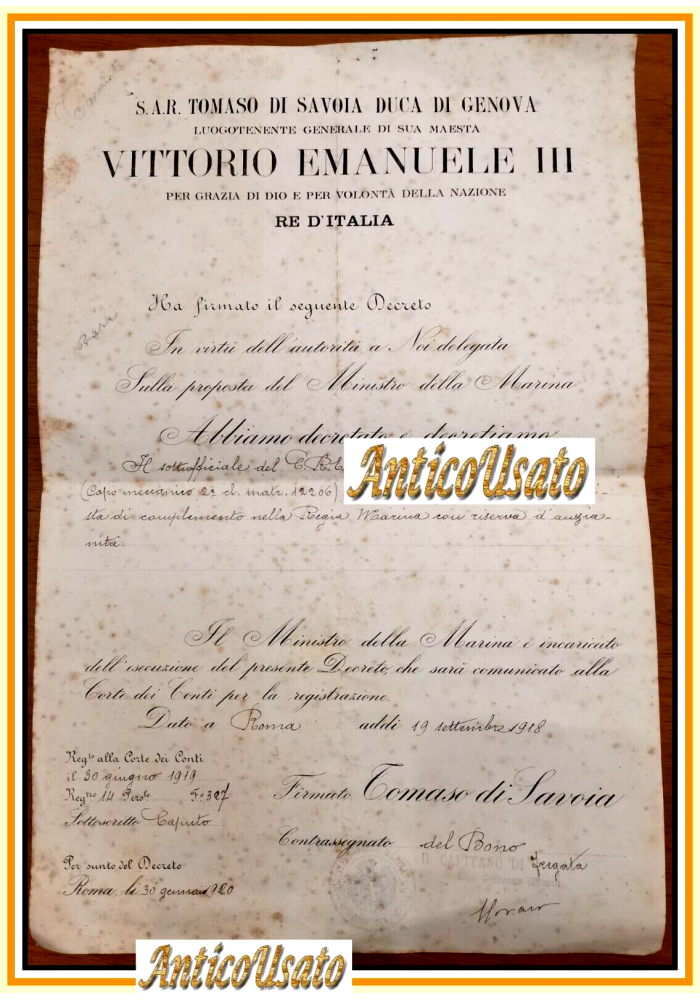 S.A.R. TOMASO DI SAVOIA DUCA DI GENOVA
LUOGOTENENTE GENERALE DI SUA MAESTA
VITTORIO EMANUELE III
PER GRAZIA DI DIO E PER VOLONTÀ DELLA NAZIONE
RE D'ITALIA
Ha firmato il seguente Decreto
In virtù dell'autorità a Noi delegata
Sulla proposta del Ministro della Marina
Abbiamo decretato e decretiamo
Il sottufficiale del C.R.E.
AnticoUsato
(Capo meccanico 2ª cl. matr. 12206)
sta di complemento nella Regia Marina con riserva d'anzia-
nità.
Il Ministro della Marina è incaricato
dell'esecuzione del presente Decreto, che sarà comunicato alla
Corte dei Conti per la registrazione.
Dato a Roma addì 19 settembre 1918
Regto alla Corte dei Conti
il 30 giugno 1919
Regtro 14 Persle
Sottoscritto Caputo
Firmato Tomaso di Savoia
Contrassegnato del Bono
Per sunto del Decreto
Roma, li 30 gennaio 1920
IL CAPITANO DI fregata
AnticoUsato